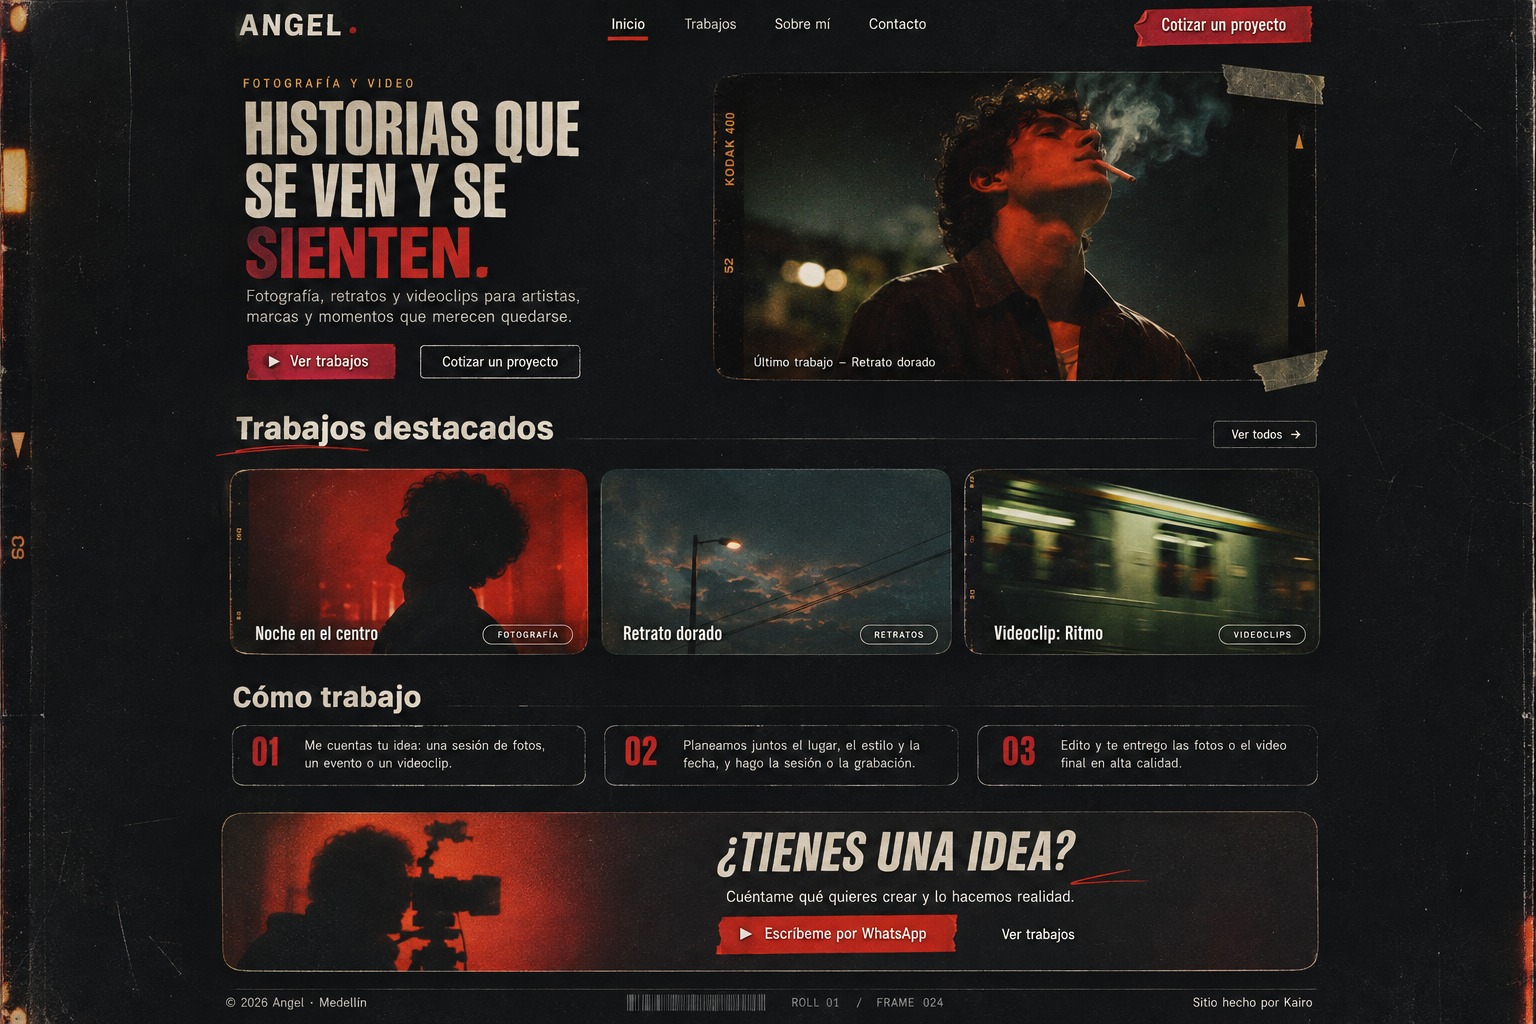 ANGEL.
Inicio
Trabajos
Sobre mí
Contacto
Cotizar un proyecto
FOTOGRAFÍA Y VIDEO
HISTORIAS QUE
SE VEN Y SE
SIENTEN.
Fotografía, retratos y videoclips para artistas,
marcas y momentos que merecen quedarse.
▶ Ver trabajos
Cotizar un proyecto
KODAK 400
52
Último trabajo – Retrato dorado
Trabajos destacados
Ver todos →
Noche en el centro
FOTOGRAFÍA
Retrato dorado
RETRATOS
Videoclip: Ritmo
VIDEOCLIPS
Cómo trabajo
01
Me cuentas tu idea: una sesión de fotos,
un evento o un videoclip.
02
Planeamos juntos el lugar, el estilo y la
fecha, y hago la sesión o la grabación.
03
Edito y te entrego las fotos o el video
final en alta calidad.
¿TIENES UNA IDEA?
Cuéntame qué quieres crear y lo hacemos realidad.
▶ Escríbeme por WhatsApp
Ver trabajos
© 2026 Angel · Medellín
ROLL 01 / FRAME 024
Sitio hecho por Kairo